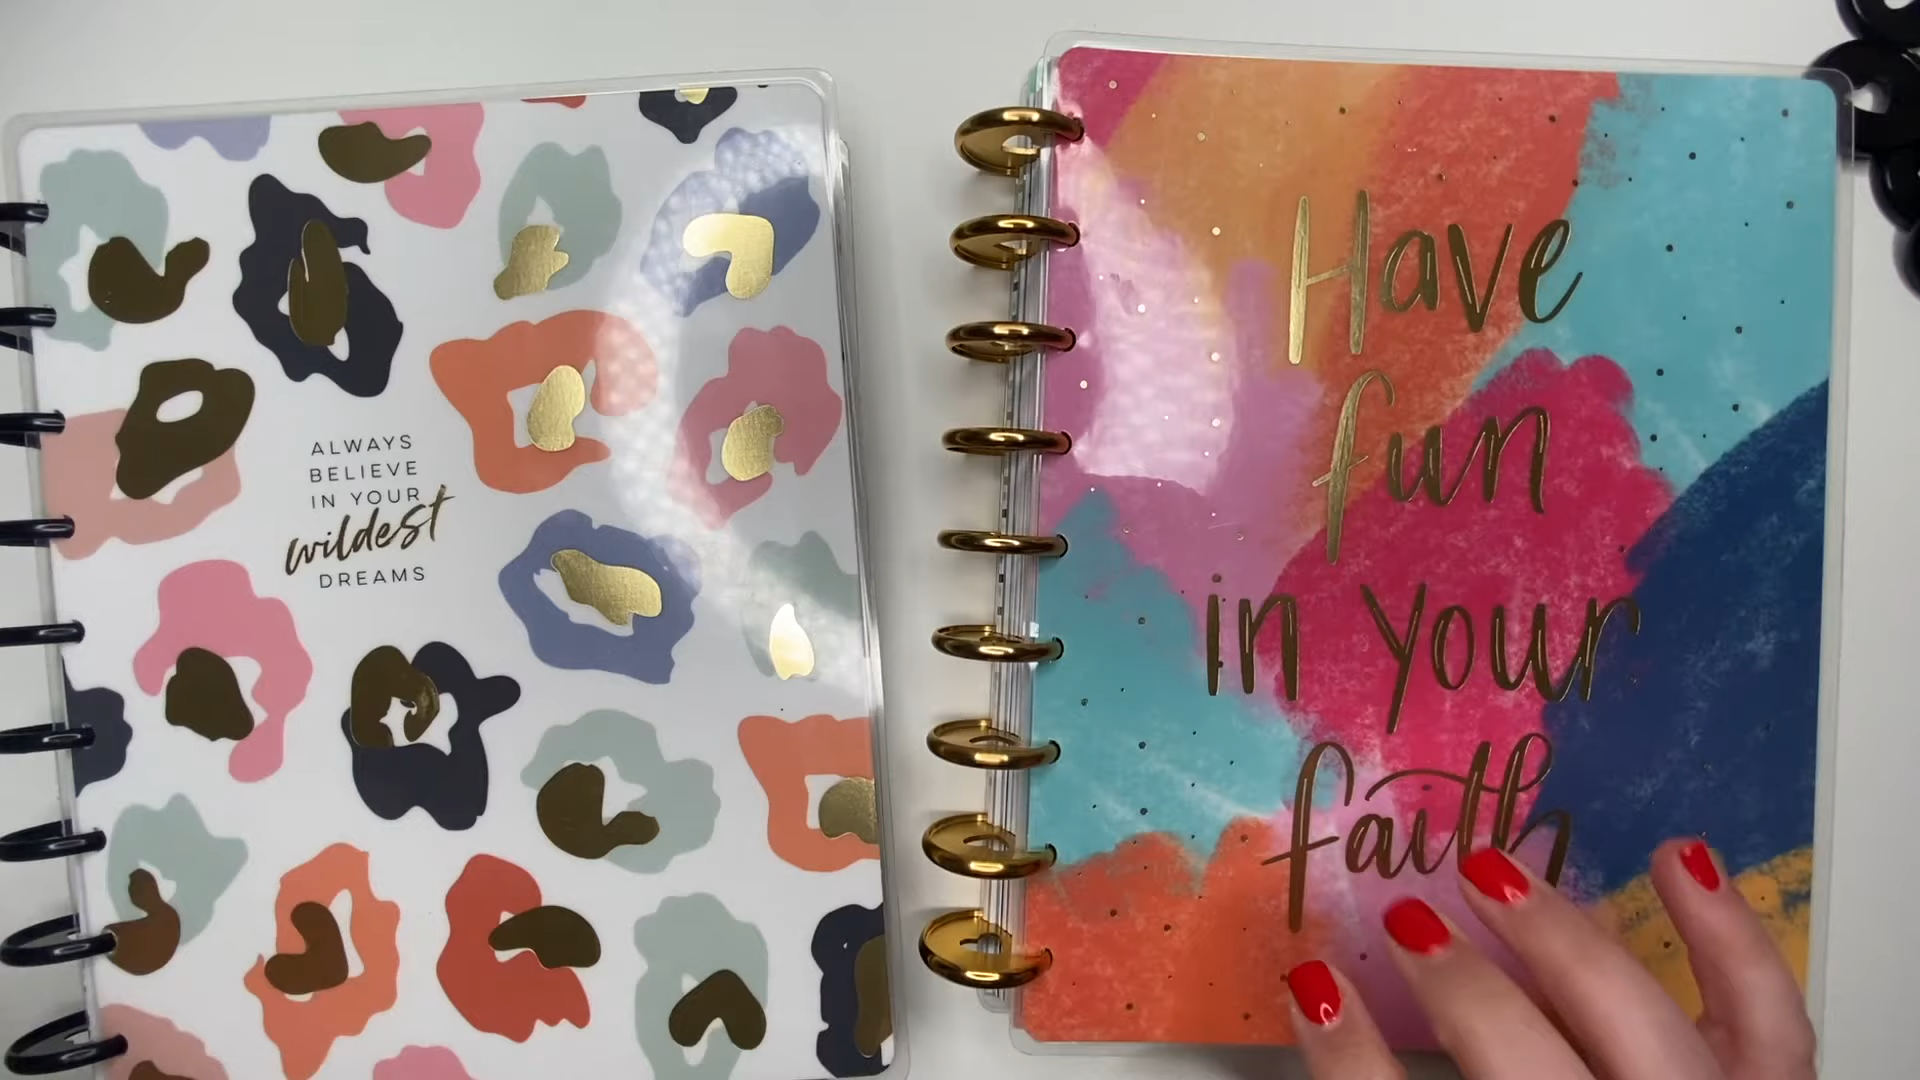 ALWAYS
BELIEVE
IN YOUR
wildest
DREAMS
Have
fun
in your
faith